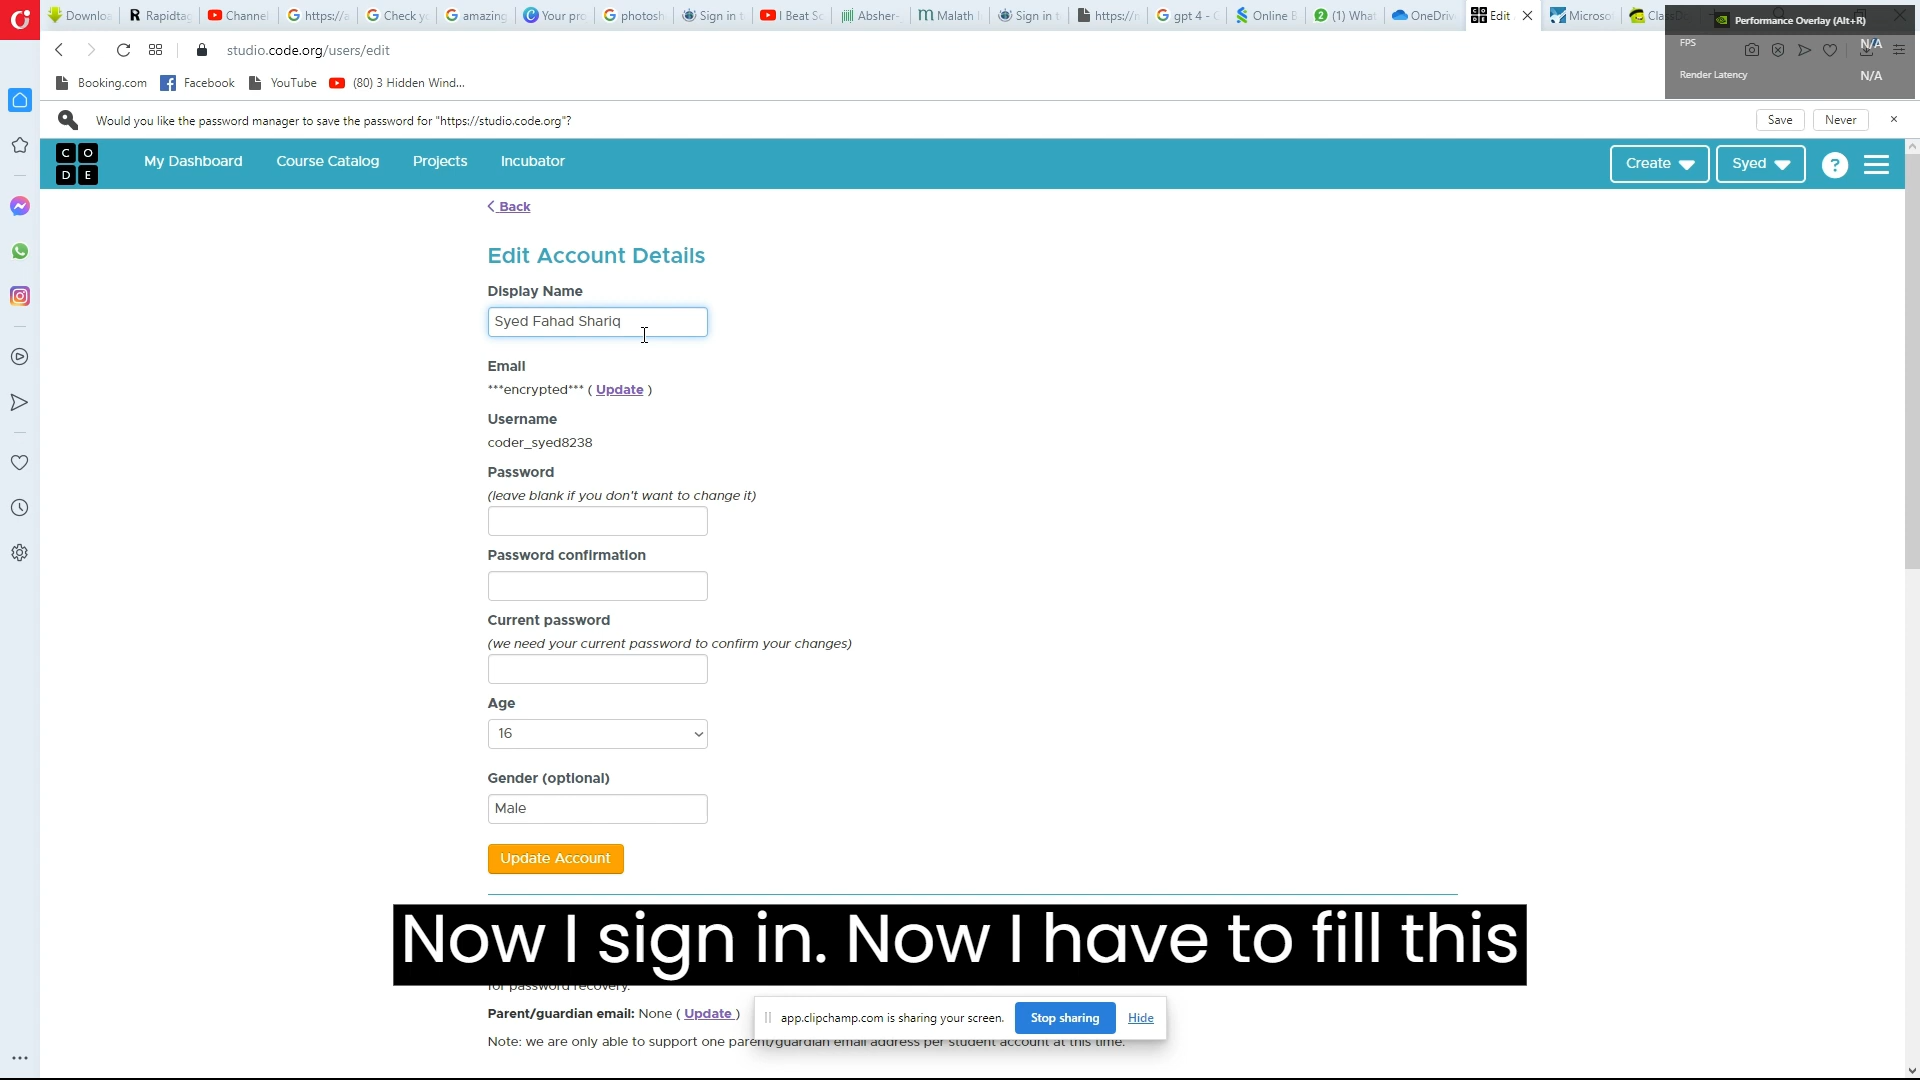 Downloa
Rapidtag
Channel
https://a
Check yo
amazing
Your pro
photosh
Sign in t
I Beat Sc
Absher-
Malath I
Sign in t
https://r
gpt 4 - G
Online B
(1) What
OneDriv
Edit
Microsof
Class
Performance Overlay (Alt+R)
FPS N/A
Render Latency N/A
studio.code.org/users/edit
Booking.com
Facebook
YouTube
(80) 3 Hidden Wind...
Would you like the password manager to save the password for "https://studio.code.org"?
Save
Never
C O
D E
My Dashboard
Course Catalog
Projects
Incubator
Create
Syed
?
Back
Edit Account Details
Display Name
Syed Fahad Shariq
Email
***encrypted*** ( Update )
Username
coder_syed8238
Password
(leave blank if you don't want to change it)
Password confirmation
Current password
(we need your current password to confirm your changes)
Age
16
Gender (optional)
Male
Update Account
Now I sign in. Now I have to fill this
for password recovery.
Parent/guardian email: None ( Update )
app.clipchamp.com is sharing your screen.
Stop sharing
Hide
Note: we are only able to support one parent/guardian email address per student account at this time.